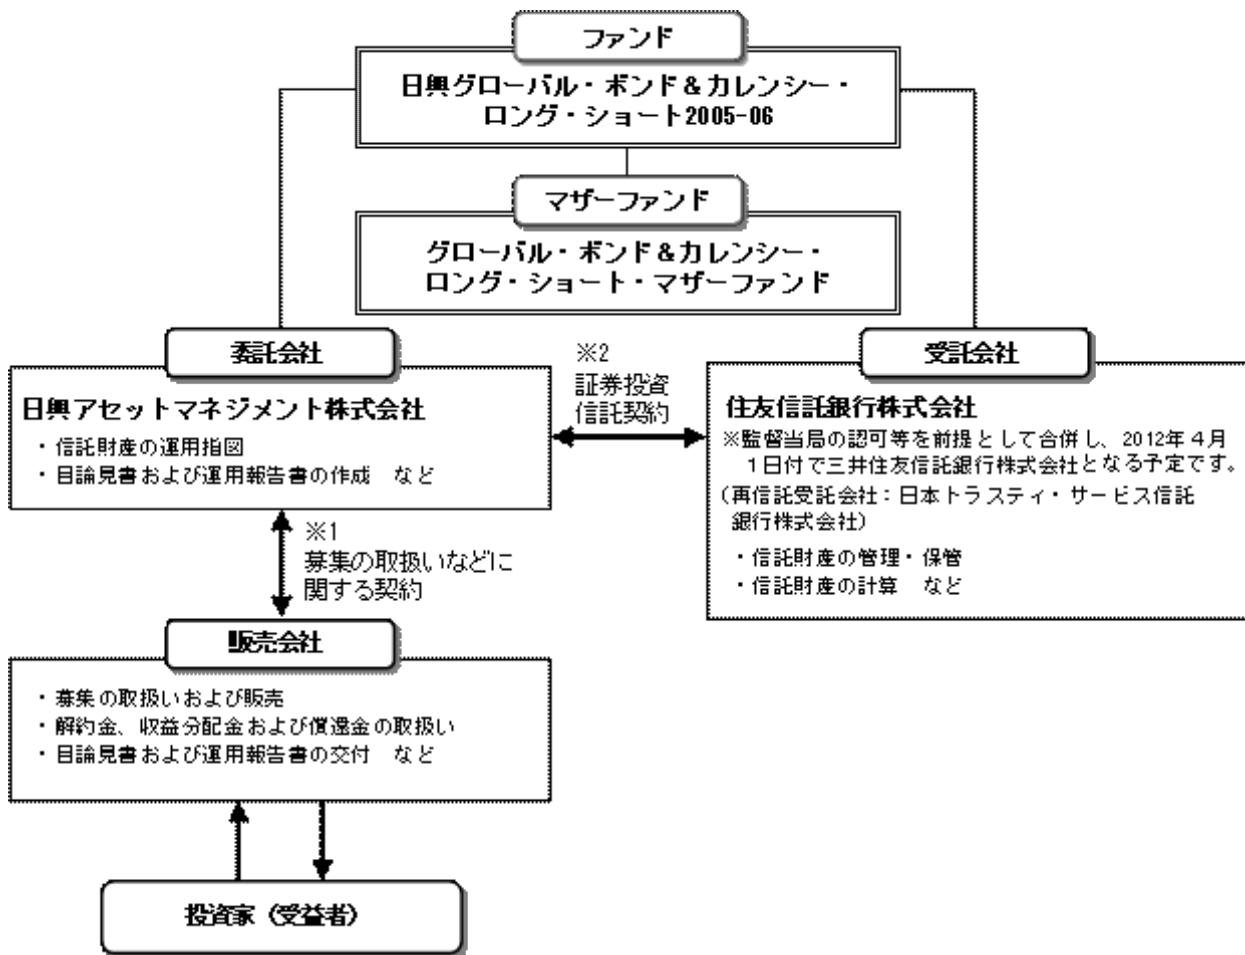 ファンド
日興グローバル・ボンド＆カレンシー・
ロング・ショート2005-06
マザーファンド
グローバル・ボンド＆カレンシー・
ロング・ショート・マザーファンド
委託会社
日興アセットマネジメント株式会社
・信託財産の運用指図
・目論見書および運用報告書の作成　など
※2
証券投資
信託契約
受託会社
住友信託銀行株式会社
※監督当局の認可等を前提として合併し、2012年４月
１日付で三井住友信託銀行株式会社となる予定です。
（再信託受託会社：日本トラスティ・サービス信託
銀行株式会社）
・信託財産の管理・保管
・信託財産の計算　など
※1
募集の取扱いなどに
関する契約
販売会社
・募集の取扱いおよび販売
・解約金、収益分配金および償還金の取扱い
・目論見書および運用報告書の交付　など
投資家（受益者）